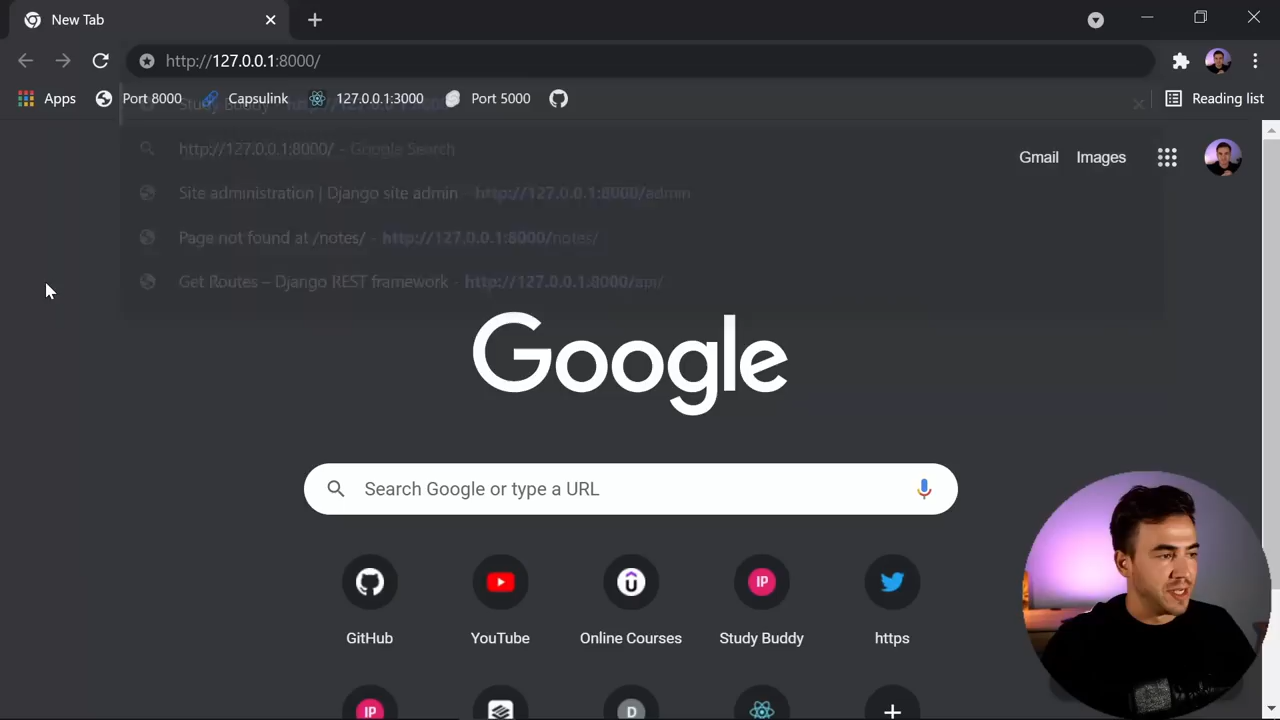 New Tab
http://127.0.0.1:8000/
Apps
Port 8000
Capsulink
127.0.0.1:3000
Port 5000
Reading list
Study Buddy -
http://127.0.0.1:8000/ - Google Search
Site administration | Django site admin - http://127.0.0.1:8000/admin
Page not found at /notes/ - http://127.0.0.1:8000/notes/
Get Routes – Django REST framework - http://127.0.0.1:8000/api/
Gmail
Images
Google
Search Google or type a URL
GitHub
YouTube
Online Courses
IP
Study Buddy
https
IP
D